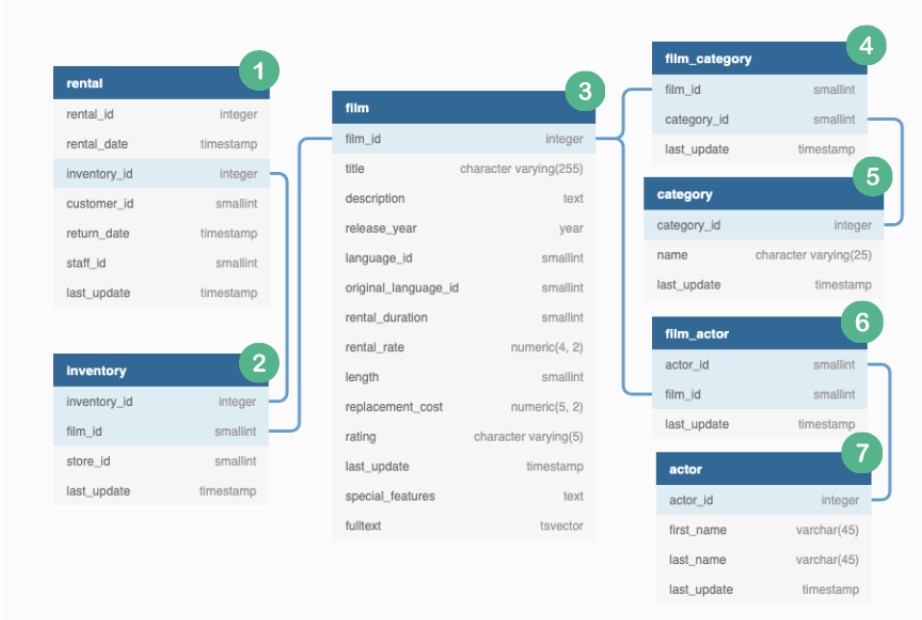 1
rental
rental_id integer
rental_date timestamp
inventory_id integer
customer_id smallint
return_date timestamp
staff_id smallint
last_update timestamp
2
inventory
inventory_id integer
film_id smallint
store_id smallint
last_update timestamp
3
film
film_id integer
title character varying(255)
description text
release_year year
language_id smallint
original_language_id smallint
rental_duration smallint
rental_rate numeric(4, 2)
length smallint
replacement_cost numeric(5, 2)
rating character varying(5)
last_update timestamp
special_features text
fulltext tsvector
4
film_category
film_id smallint
category_id smallint
last_update timestamp
5
category
category_id integer
name character varying(25)
last_update timestamp
6
film_actor
actor_id smallint
film_id smallint
last_update timestamp
7
actor
actor_id integer
first_name varchar(45)
last_name varchar(45)
last_update timestamp